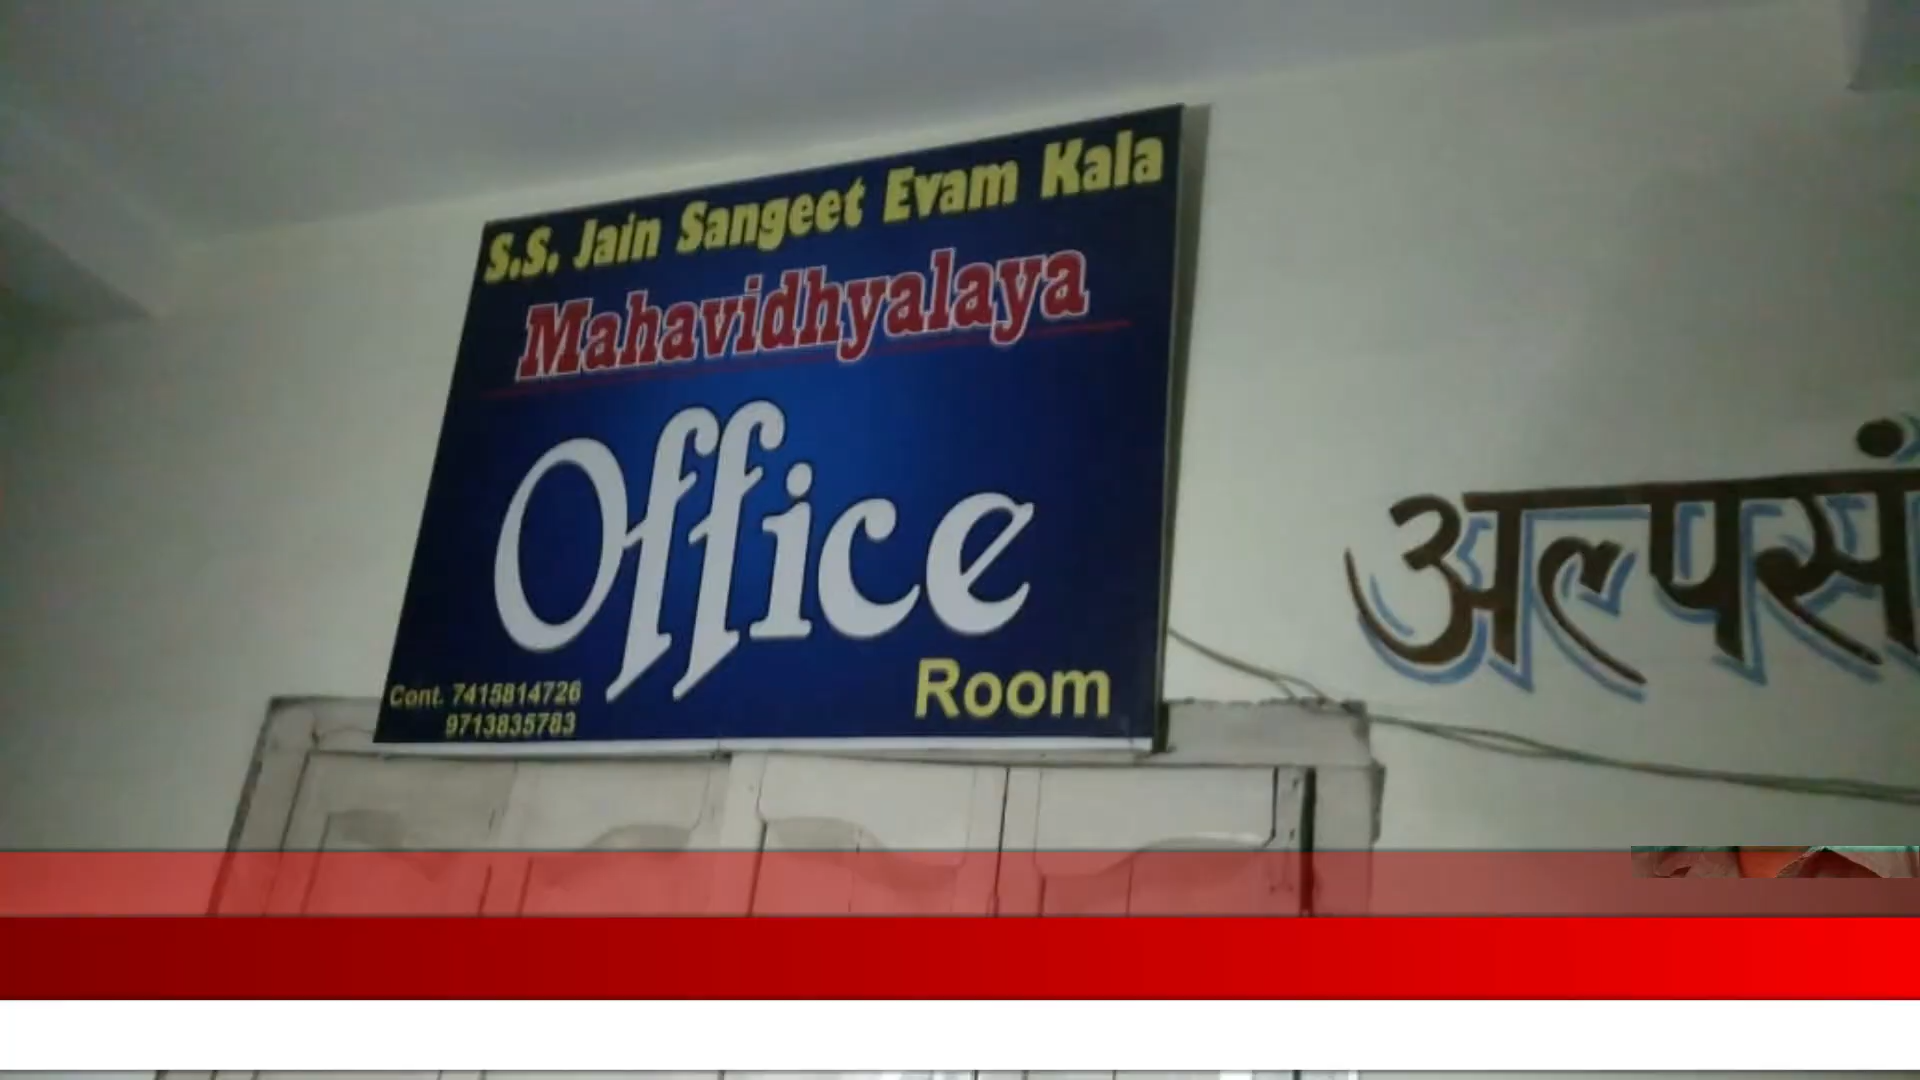 S.S. Jain Sangeet Evam Kala
Mahavidhyalaya
Office
Room
Cont. 7415814726
9713835783
अल्पसं